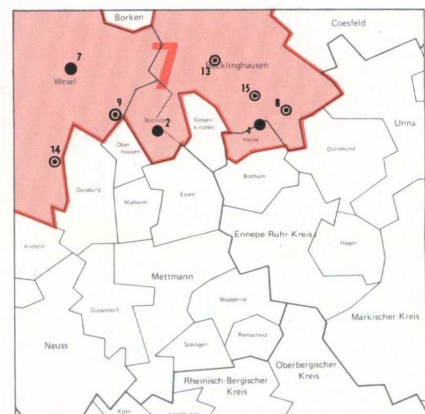 Borken
Coesfeld
7
7
Wesel
Recklinghausen
13
15
8
9
Bottrop
2
Gelsen
kirchen
4
Herne
Unna
Ober
hausen
Dortmund
14
Duisburg
Mülheim
Essen
Bochum
Krefeld
Ennepe-Ruhr-Kreis
Hagen
Mettmann
Wuppertal
Düsseldorf
Märkischer Kreis
Neuss
Solingen
Remscheid
Oberbergischer
Kreis
Rheinisch-Bergischer
Kreis
Köln